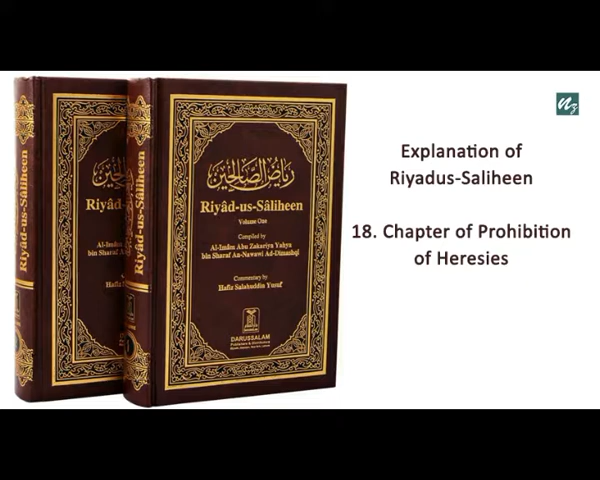 nz
Explanation of
Riyadus-Saliheen
18. Chapter of Prohibition
of Heresies
رياض الصالحين
Riyâd-us-Sâliheen
Volume One
Compiled by
Al-Imâm Abu Zakariya Yahya
bin Sharaf An-Nawawi Ad-Dimashqi
Commentary by
Hafiz Salahuddin Yusuf
DARUSSALAM
Riyâd-us-Sâliheen